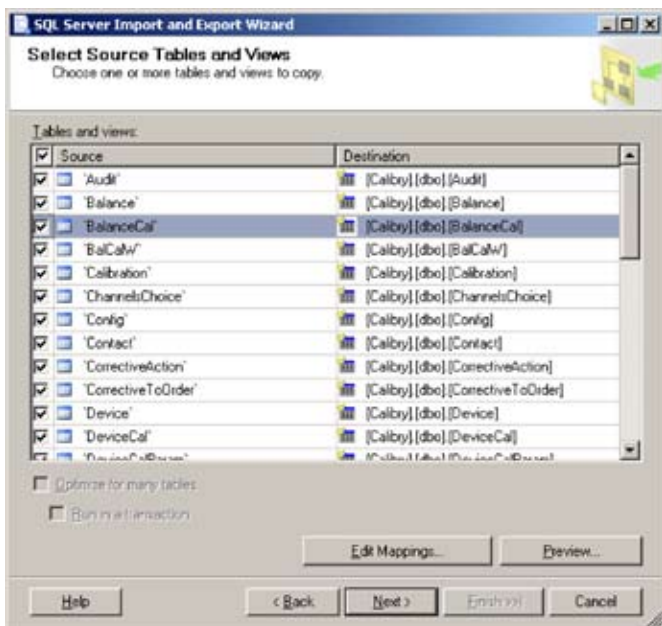 SQL Server Import and Export Wizard
Select Source Tables and Views
Choose one or more tables and views to copy.
Tables and views:
Source Destination
`Audit` [Calibry].[dbo].[Audit]
`Balance` [Calibry].[dbo].[Balance]
`BalanceCal` [Calibry].[dbo].[BalanceCal]
`BalCalW` [Calibry].[dbo].[BalCalW]
`Calibration` [Calibry].[dbo].[Calibration]
`ChannelsChoice` [Calibry].[dbo].[ChannelsChoice]
`Config` [Calibry].[dbo].[Config]
`Contact` [Calibry].[dbo].[Contact]
`CorrectiveAction` [Calibry].[dbo].[CorrectiveAction]
`CorrectiveToOrder` [Calibry].[dbo].[CorrectiveToOrder]
`Device` [Calibry].[dbo].[Device]
`DeviceCal` [Calibry].[dbo].[DeviceCal]
`DeviceCalParam` [Calibry].[dbo].[DeviceCalParam]
Optimize for many tables
Run in a transaction
Edit Mappings... Preview...
Help < Back Next > Finish >>| Cancel